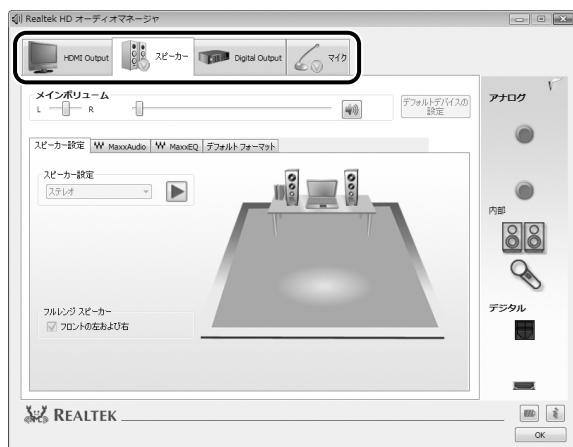 Realtek HD オーディオマネージャ
HDMI Output
スピーカー
Digital Output
マイク
メインボリューム
L
R
デフォルトデバイスの
設定
スピーカー設定
MaxxAudio
MaxxEQ
デフォルト フォーマット
スピーカー設定
ステレオ
フルレンジ スピーカー
フロントの左および右
アナログ
内部
デジタル
REALTEK
OK